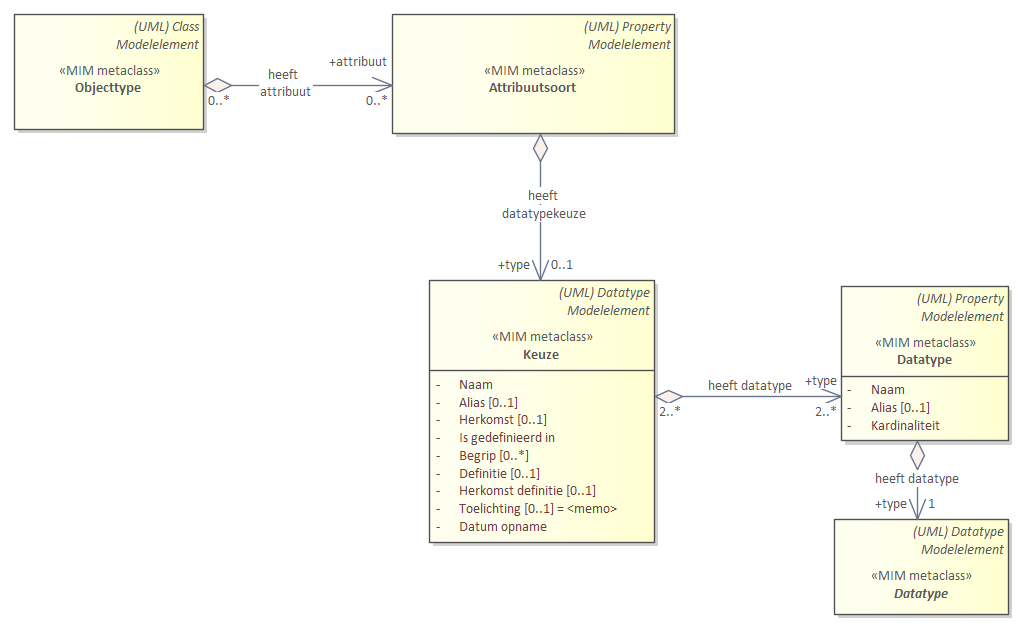 (UML) Class
Modelelement
«MIM metaclass»
Objecttype
0..*
heeft
attribuut
+attribuut
0..*
(UML) Property
Modelelement
«MIM metaclass»
Attribuutsoort
heeft
datatypekeuze
+type
0..1
(UML) Datatype
Modelelement
«MIM metaclass»
Keuze
- Naam
- Alias [0..1]
- Herkomst [0..1]
- Is gedefinieerd in
- Begrip [0..*]
- Definitie [0..1]
- Herkomst definitie [0..1]
- Toelichting [0..1] = <memo>
- Datum opname
2..*
heeft datatype
+type
2..*
(UML) Property
Modelelement
«MIM metaclass»
Datatype
- Naam
- Alias [0..1]
- Kardinaliteit
heeft datatype
+type
1
(UML) Datatype
Modelelement
«MIM metaclass»
Datatype